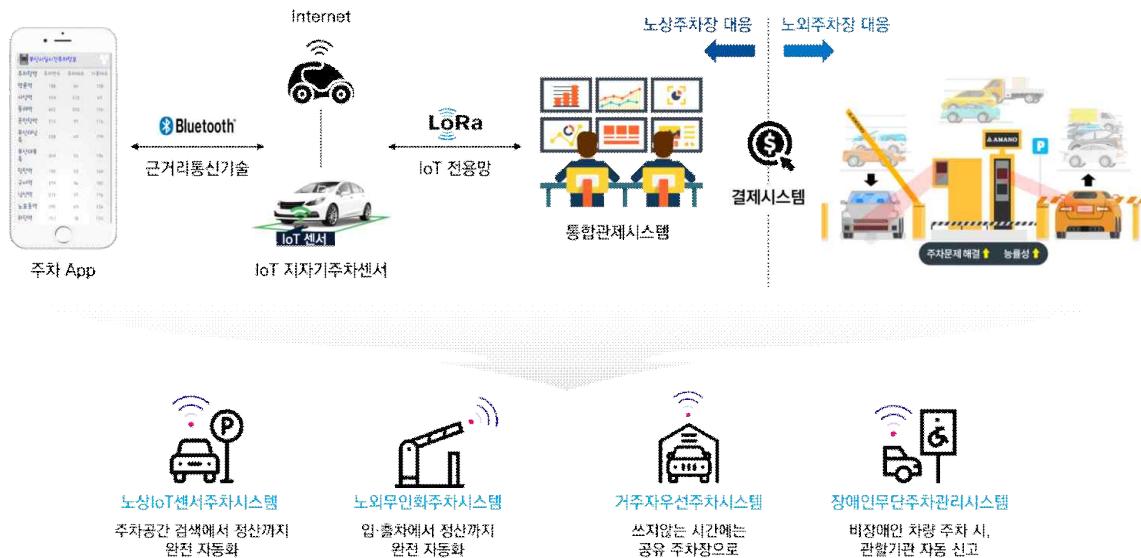 Internet
노상주차장 대응
노외주차장 대응
Bluetooth
근거리통신기술
LoRa
IoT 전용망
IoT 센서
주차 App
IoT 지자기주차센서
통합관제시스템
결제시스템
AMANO
P
주차문제 해결 능률성
P
노상IoT센서주차시스템
주차공간 검색에서 정산까지
완전 자동화
노외무인화주차시스템
입·출차에서 정산까지
완전 자동화
거주자우선주차시스템
쓰지않는 시간에는
공유 주차장으로
장애인무단주차관리시스템
비장애인 차량 주차 시,
관할기관 자동 신고